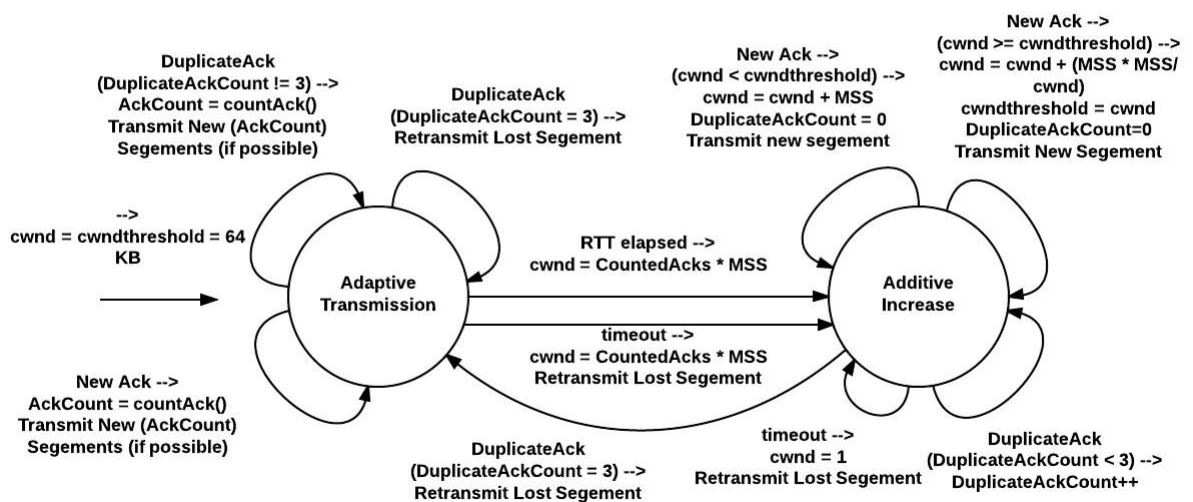 DuplicateAck
(DuplicateAckCount != 3) -->
AckCount = countAck()
Transmit New (AckCount)
Segements (if possible)
DuplicateAck
(DuplicateAckCount = 3) -->
Retransmit Lost Segement
New Ack -->
(cwnd < cwndthreshold) -->
cwnd = cwnd + MSS
DuplicateAckCount = 0
Transmit new segement
New Ack -->
(cwnd >= cwndthreshold) -->
cwnd = cwnd + (MSS * MSS/
cwnd)
cwndthreshold = cwnd
DuplicateAckCount=0
Transmit New Segement
-->
cwnd = cwndthreshold = 64
KB
Adaptive
Transmission
RTT elapsed -->
cwnd = CountedAcks * MSS
Additive
Increase
timeout -->
cwnd = CountedAcks * MSS
Retransmit Lost Segement
New Ack -->
AckCount = countAck()
Transmit New (AckCount)
Segements (if possible)
DuplicateAck
(DuplicateAckCount = 3) -->
Retransmit Lost Segement
timeout -->
cwnd = 1
Retransmit Lost Segement
DuplicateAck
(DuplicateAckCount < 3) -->
DuplicateAckCount++